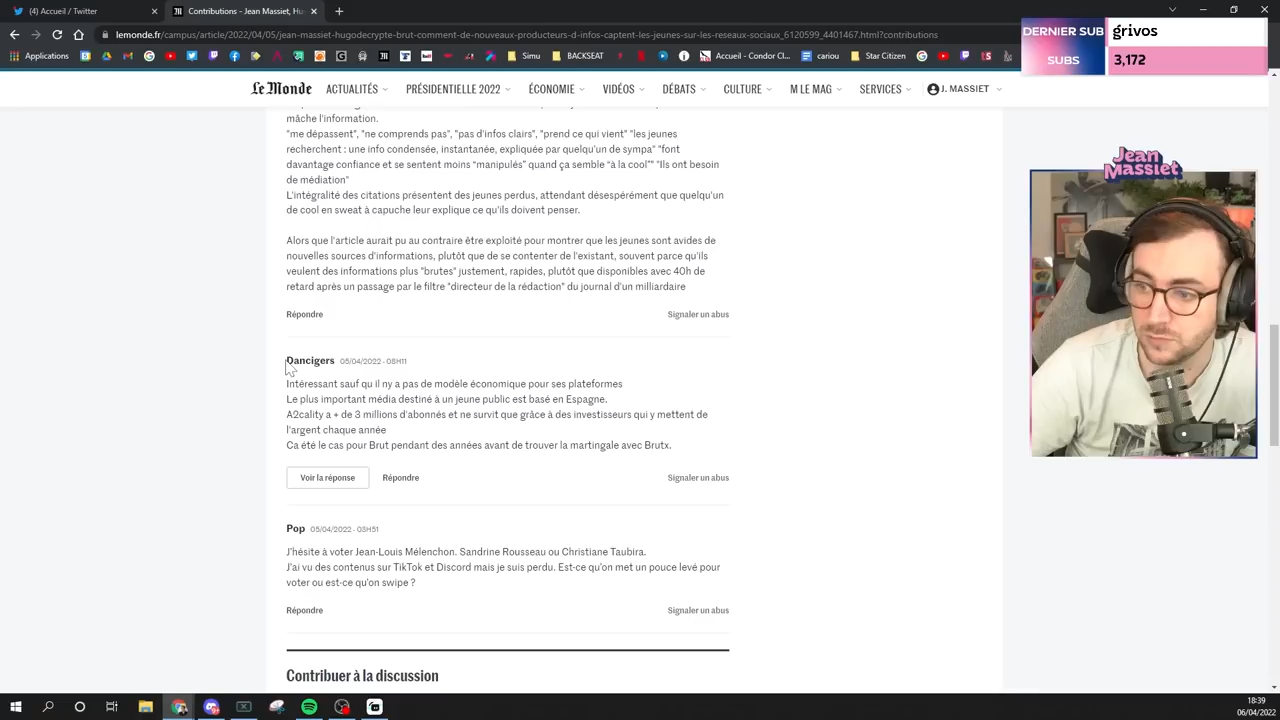 Accueil / Twitter
Contributions – Jean Massiet, H
lemonde.fr/campus/article/2022/04/05/jean-massiet-hugodecrypte-brut-comment-de-nouveaux-producteurs-d-infos-captent-les-jeunes-sur-les-reseaux-sociaux_6120599_4401467.html?contributions
DERNIER SUB grivos
SUBS 3,172
Applications
Simu
BACKSEAT
Accueil - Condor Cl...
cariou
Star Citizen
Le Monde ACTUALITÉS PRÉSIDENTIELLE 2022 ÉCONOMIE VIDÉOS DÉBATS CULTURE M LE MAG SERVICES J. MASSIET
mâche l'information.
"me dépassent", "ne comprends pas", "pas d'infos clairs", "prend ce qui vient" "les jeunes
recherchent : une info condensée, instantanée, expliquée par quelqu'un de sympa" "font
davantage confiance et se sentent moins "manipulés" quand ça semble "à la cool"" "Ils ont besoin
de médiation"
L'intégralité des citations présentent des jeunes perdus, attendant désespérément que quelqu'un
de cool en sweat à capuche leur explique ce qu'ils doivent penser.
Alors que l'article aurait pu au contraire être exploité pour montrer que les jeunes sont avides de
nouvelles sources d'informations, plutôt que de se contenter de l'existant, souvent parce qu'ils
veulent des informations plus "brutes" justement, rapides, plutôt que disponibles avec 40h de
retard après un passage par le filtre "directeur de la rédaction" du journal d'un milliardaire
Répondre Signaler un abus
Dancigers 05/04/2022 - 08H11
Intéressant sauf qu il ny a pas de modèle économique pour ses plateformes
Le plus important média destiné à un jeune public est basé en Espagne.
A2cality a + de 3 millions d'abonnés et ne survit que grâce à des investisseurs qui y mettent de
l'argent chaque année
Ca été le cas pour Brut pendant des années avant de trouver la martingale avec Brutx.
Voir la réponse Répondre Signaler un abus
Pop 05/04/2022 - 03H51
J'hésite à voter Jean-Louis Mélenchon. Sandrine Rousseau ou Christiane Taubira.
J'ai vu des contenus sur TikTok et Discord mais je suis perdu. Est-ce qu'on met un pouce levé pour
voter ou est-ce qu'on swipe ?
Répondre Signaler un abus
Contribuer à la discussion
Jean
Massiet
18:39
06/04/2022